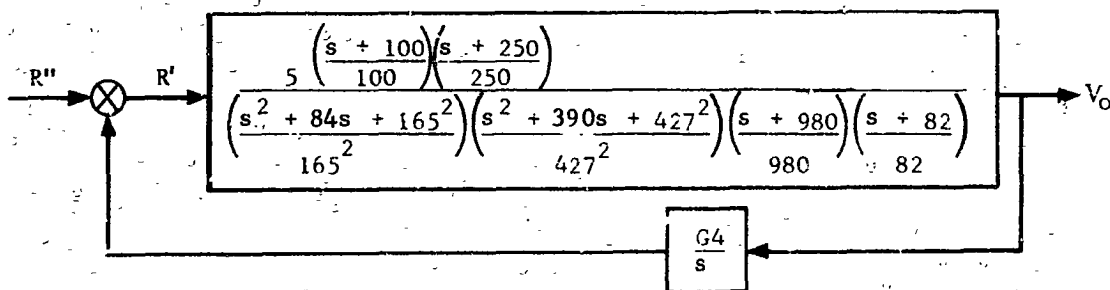 R"
R'
5 (s + 100 / 100)(s + 250 / 250)
(s² + 84s + 165² / 165²)(s² + 390s + 427² / 427²)(s + 980 / 980)(s + 82 / 82)
V₀
G4
s